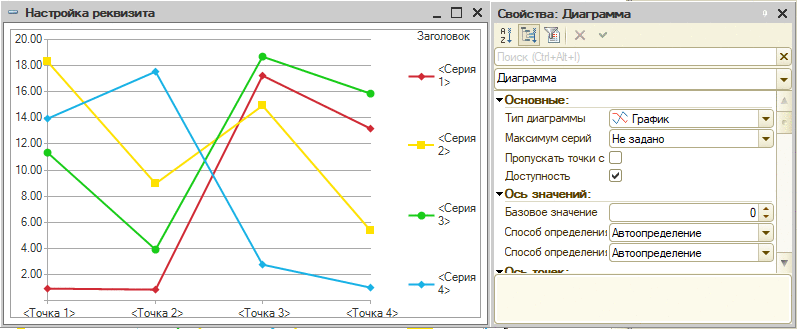 Настройка реквизита
20.00
18.00
16.00
14.00
12.00
10.00
8.00
6.00
4.00
2.00
<Точка 1>
<Точка 2>
<Точка 3>
<Точка 4>
Заголовок
<Серия
1>
<Серия
2>
<Серия
3>
<Серия
4>
Свойства: Диаграмма
Поиск (Ctrl+Alt+I)
Диаграмма
Основные:
Тип диаграммы График
Максимум серий Не задано
Пропускать точки с
Доступность
Ось значений:
Базовое значение 0
Способ определения Автоопределение
Способ определения Автоопределение
Ось точек: